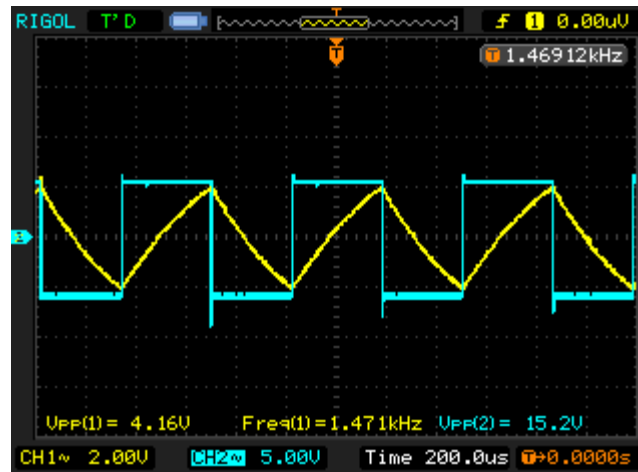 RIGOL T'D T f 1 0.00uV
T
T 1.46912kHz
1
Vpp(1)= 4.16V Freq(1)=1.471kHz Vpp(2)= 15.2V
CH1~ 2.00V CH2~ 5.00V Time 200.0us T→0.0000s